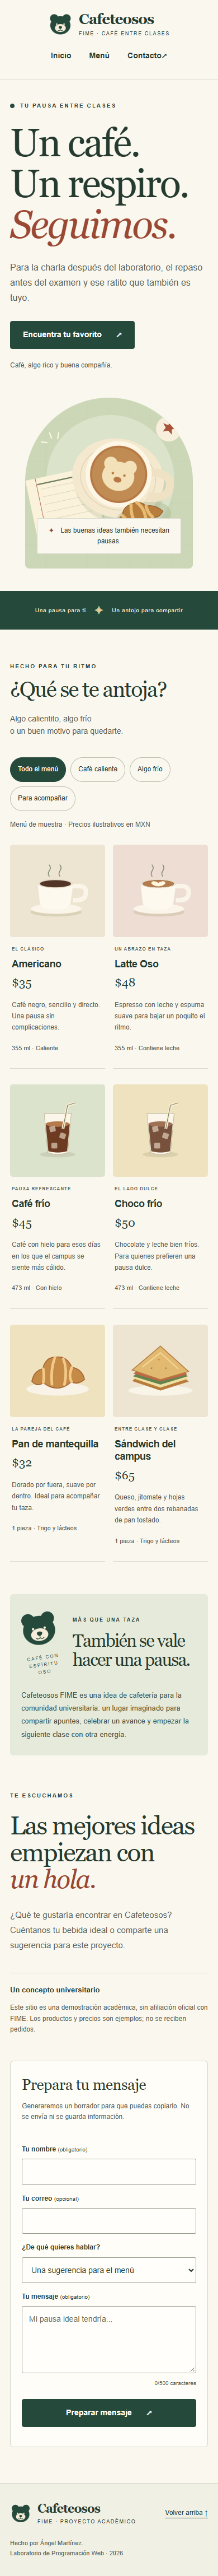 Cafeteosos
FIME · CAFÉ ENTRE CLASES
Inicio Menú Contacto↗
TU PAUSA ENTRE CLASES
Un café.
Un respiro.
Seguimos.
Para la charla después del laboratorio, el repaso
antes del examen y ese ratito que también es
tuyo.
Encuentra tu favorito ↗
Café, algo rico y buena compañía.
✦ Las buenas ideas también necesitan
pausas.
Una pausa para ti ✦ Un antojo para compartir
HECHO PARA TU RITMO
¿Qué se te antoja?
Algo calientito, algo frío
o un buen motivo para quedarte.
Todo el menú Café caliente Algo frío
Para acompañar
Menú de muestra · Precios ilustrativos en MXN
EL CLÁSICO
Americano
$35
Café negro, sencillo y directo.
Una pausa sin
complicaciones.
355 ml · Caliente
UN ABRAZO EN TAZA
Latte Oso
$48
Espresso con leche y espuma
suave para bajar un poquito el
ritmo.
355 ml · Contiene leche
PAUSA REFRESCANTE
Café frío
$45
Café con hielo para esos días
en los que el campus se
siente más cálido.
473 ml · Con hielo
EL LADO DULCE
Choco frío
$50
Chocolate y leche bien fríos.
Para quienes prefieren una
pausa dulce.
473 ml · Contiene leche
LA PAREJA DEL CAFÉ
Pan de mantequilla
$32
Dorado por fuera, suave por
dentro, ideal para acompañar
tu taza.
1 pieza · Trigo y lácteos
ENTRE CLASE Y CLASE
Sándwich del
campus
$65
Queso, jitomate y hojas
verdes entre dos rebanadas
de pan tostado.
1 pieza · Trigo y lácteos
CAFÉ CON
ESPÍRITU
OSO
MÁS QUE UNA TAZA
También se vale
hacer una pausa.
Cafeteosos FIME es una idea de cafetería para la
comunidad universitaria: un lugar imaginado para
compartir apuntes, celebrar un avance y empezar la
siguiente clase con otra energía.
TE ESCUCHAMOS
Las mejores ideas
empiezan con
un hola.
¿Qué te gustaría encontrar en Cafeteosos?
Cuéntanos tu bebida ideal o comparte una
sugerencia para este proyecto.
Un concepto universitario
Este sitio es una demostración académica, sin afiliación oficial con
FIME. Los productos y precios son ejemplos; no se reciben
pedidos.
Prepara tu mensaje
Generaremos un borrador para que puedas copiarlo. No
se envía ni se guarda información.
Tu nombre (obligatorio)
Tu correo (opcional)
¿De qué quieres hablar?
Una sugerencia para el menú
Tu mensaje (obligatorio)
Mi pausa ideal tendría...
0/500 caracteres
Preparar mensaje ↗
Cafeteosos
FIME · PROYECTO ACADÉMICO
Volver arriba ↑
Hecho por Ángel Martínez.
Laboratorio de Programación Web · 2026